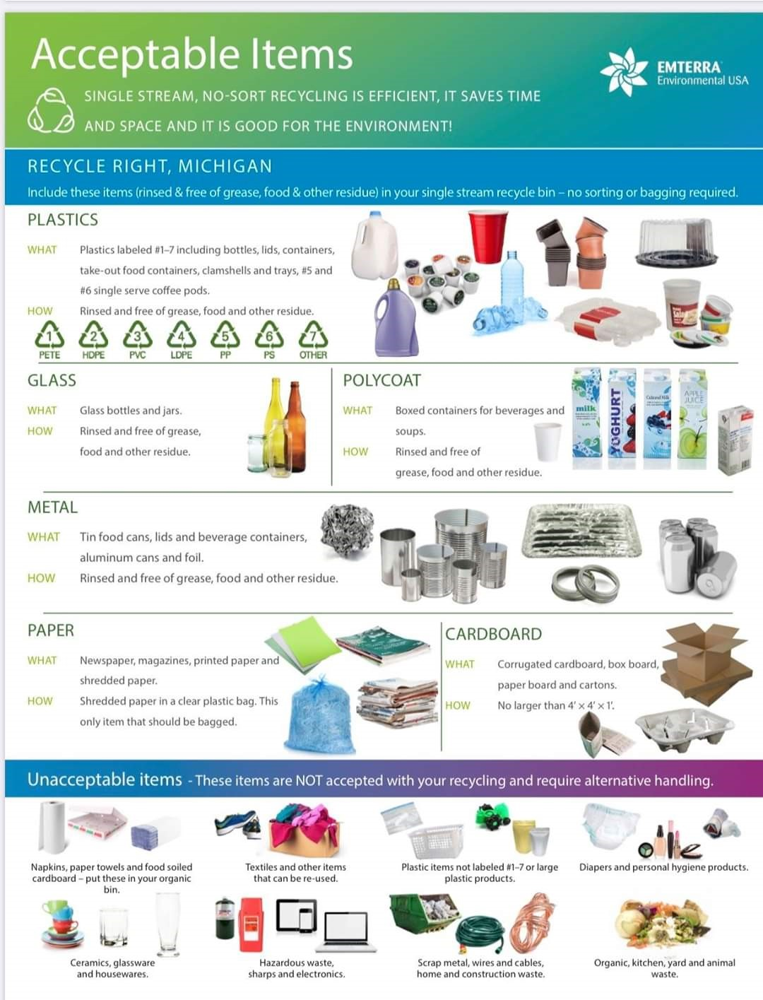 Acceptable Items
SINGLE STREAM, NO-SORT RECYCLING IS EFFICIENT, IT SAVES TIME
AND SPACE AND IT IS GOOD FOR THE ENVIRONMENT!
EMTERRA
Environmental USA
RECYCLE RIGHT, MICHIGAN
Include these items (rinsed & free of grease, food & other residue) in your single stream recycle bin – no sorting or bagging required.
PLASTICS
WHAT Plastics labeled #1–7 including bottles, lids, containers,
take-out food containers, clamshells and trays, #5 and
#6 single serve coffee pods.
HOW Rinsed and free of grease, food and other residue.
1 2 3 4 5 6 7
PETE HDPE PVC LDPE PP PS OTHER
GLASS
WHAT Glass bottles and jars.
HOW Rinsed and free of grease,
food and other residue.
POLYCOAT
WHAT Boxed containers for beverages and
soups.
HOW Rinsed and free of
grease, food and other residue.
milk
YOGHURT
APPLE
JUICE
METAL
WHAT Tin food cans, lids and beverage containers,
aluminum cans and foil.
HOW Rinsed and free of grease, food and other residue.
PAPER
WHAT Newspaper, magazines, printed paper and
shredded paper.
HOW Shredded paper in a clear plastic bag. This
only item that should be bagged.
CARDBOARD
WHAT Corrugated cardboard, box board,
paper board and cartons.
HOW No larger than 4' × 4' × 1'.
Unacceptable items - These items are NOT accepted with your recycling and require alternative handling.
Napkins, paper towels and food soiled
cardboard – put these in your organic
bin.
Textiles and other items
that can be re-used.
Plastic items not labeled #1–7 or large
plastic products.
Diapers and personal hygiene products.
Ceramics, glassware
and housewares.
Hazardous waste,
sharps and electronics.
Scrap metal, wires and cables,
home and construction waste.
Organic, kitchen, yard and animal
waste.